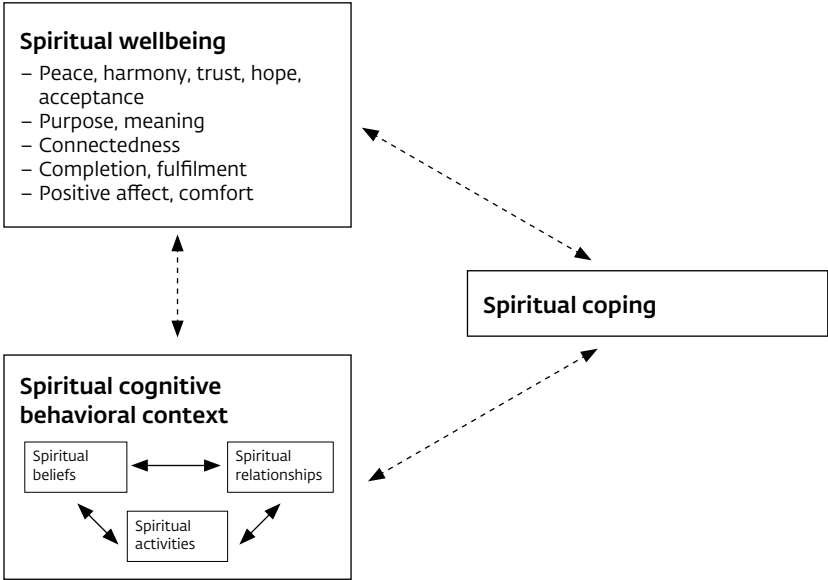 Spiritual wellbeing
– Peace, harmony, trust, hope,
acceptance
– Purpose, meaning
– Connectedness
– Completion, fulfilment
– Positive affect, comfort
Spiritual coping
Spiritual cognitive
behavioral context
Spiritual
beliefs
Spiritual
relationships
Spiritual
activities